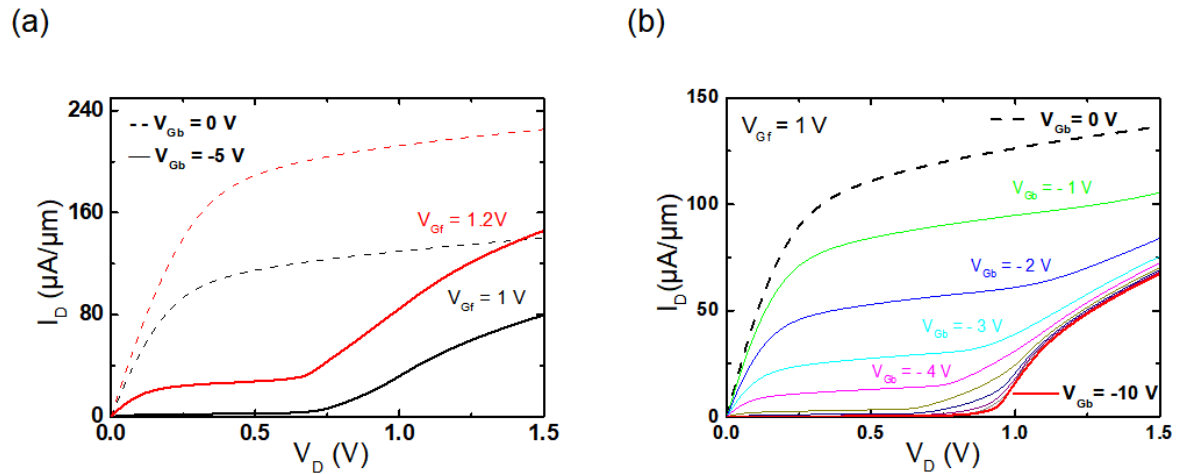 (a)
(b)
240
160
80
0
I_D (μA/μm)
V_Gb = 0 V
V_Gb = -5 V
V_Gf = 1.2V
V_Gf = 1 V
0.0 0.5 1.0 1.5
V_D (V)
150
100
50
0
I_D(μA/μm)
V_Gf = 1 V
V_Gb= 0 V
V_Gb = - 1 V
V_Gb = - 2 V
V_Gb = - 3 V
V_Gb = - 4 V
V_Gb = -10 V
0.0 0.5 1.0 1.5
V_D (V)